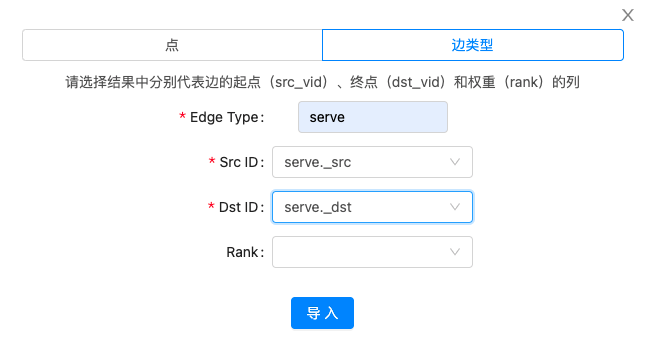 X
点 边类型
请选择结果中分别代表边的起点（src_vid）、终点（dst_vid）和权重（rank）的列
* Edge Type: serve
* Src ID: serve._src
* Dst ID: serve._dst
Rank:
导 入